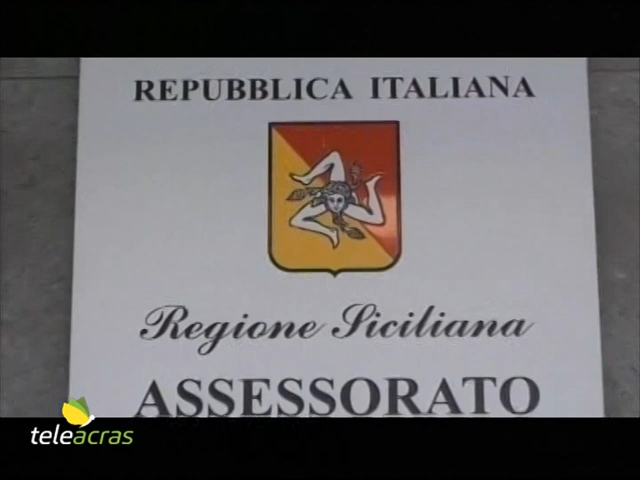 REPUBBLICA ITALIANA
Regione Siciliana
ASSESSORATO
teleacras